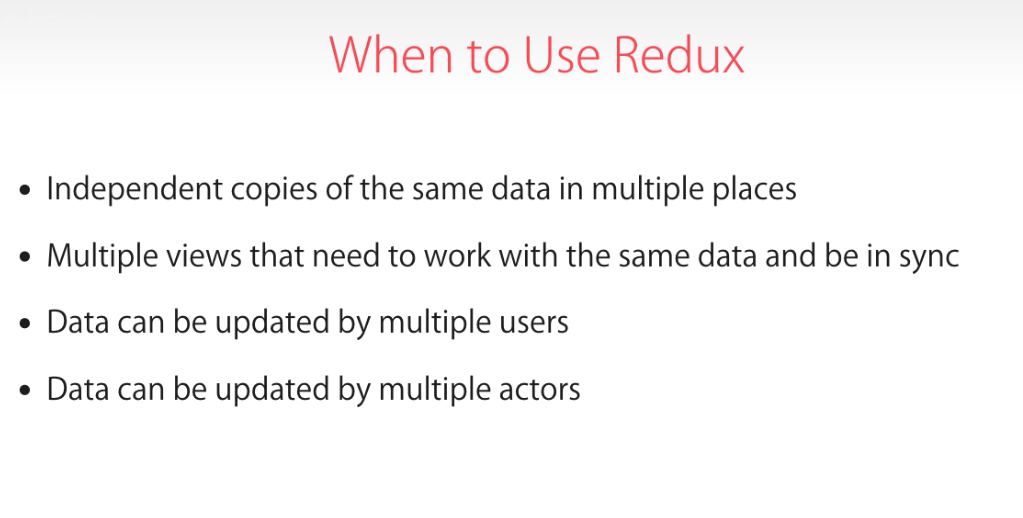 When to Use Redux
• Independent copies of the same data in multiple places
• Multiple views that need to work with the same data and be in sync
• Data can be updated by multiple users
• Data can be updated by multiple actors